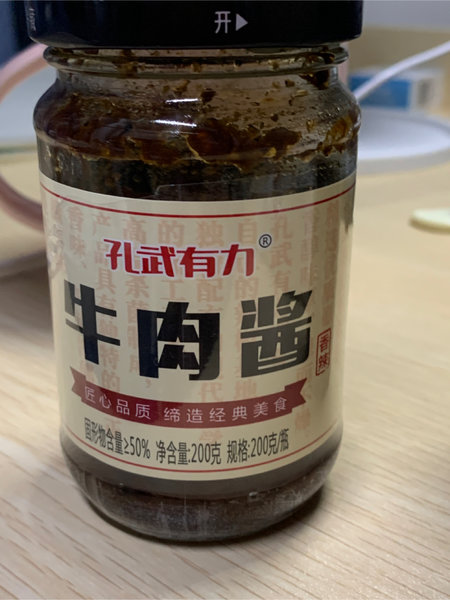 开▶
孔武有力®
牛肉酱
香辣
匠心品质 缔造经典美食
固形物含量≥50% 净含量:200克 规格:200克/瓶